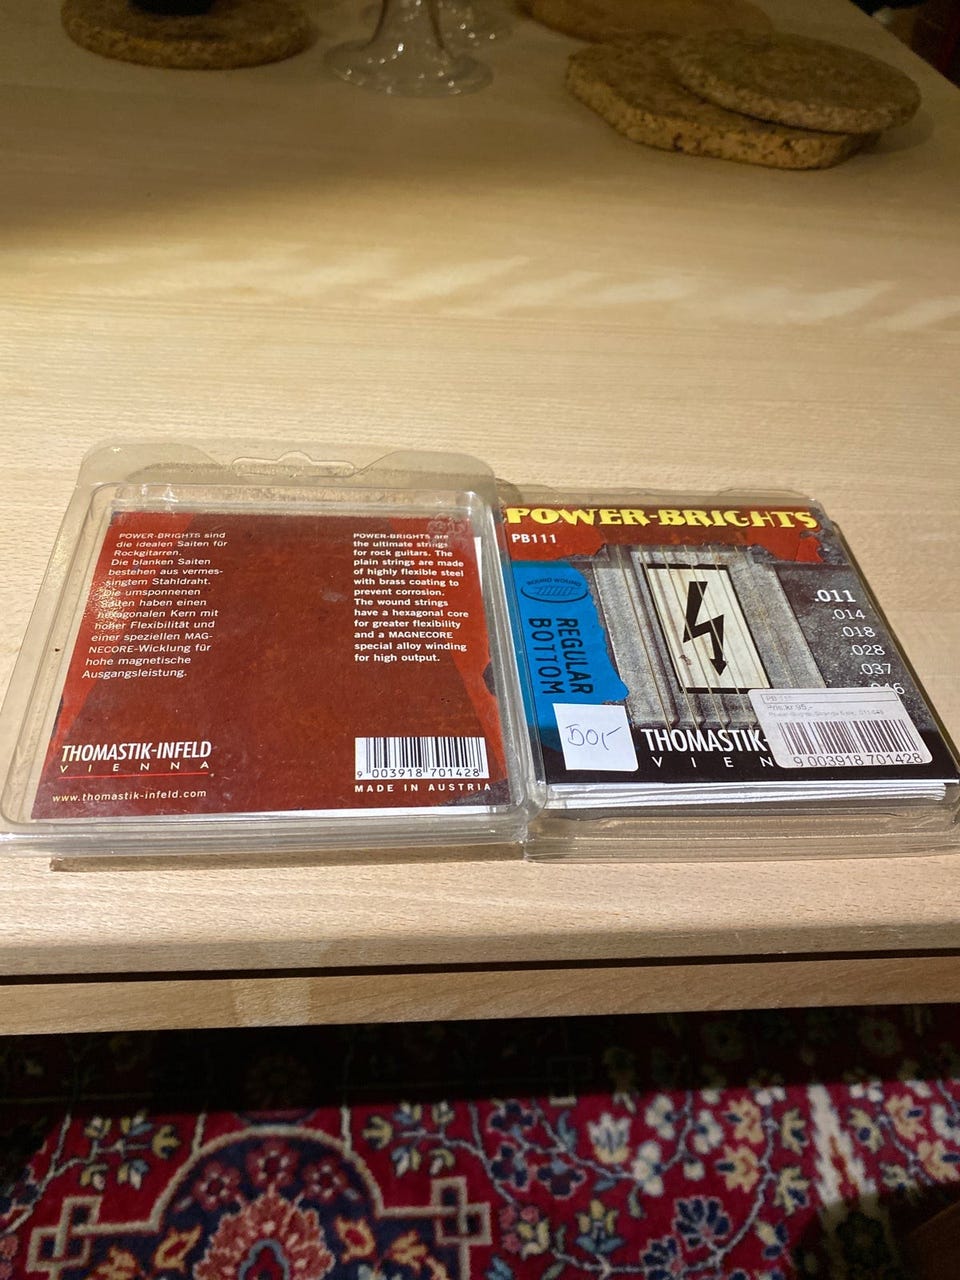 POWER-BRIGHTS sind
die idealen Saiten für
Rockgitarren.
Die blanken Saiten
bestehen aus vermes-
singtem Stahldraht.
Die umsponnenen
Saiten haben einen
hexagonalen Kern mit
hoher Flexibilität und
einer speziellen MAG-
NECORE-Wicklung für
hohe magnetische
Ausgangsleistung.
POWER-BRIGHTS are
the ultimate strings
for rock guitars. The
plain strings are made
of highly flexible steel
with brass coating to
prevent corrosion.
The wound strings
have a hexagonal core
for greater flexibility
and a MAGNECORE
special alloy winding
for high output.
THOMASTIK-INFELD
VIENNA
www.thomastik-infeld.com
9 003918 701428
MADE IN AUSTRIA
POWER-BRIGHTS
PB111
ROUND WOUND
REGULAR
BOTTOM
.011
.014
.018
.028
.037
50,-
THOMASTIK-
VIEN
9 003918 701428